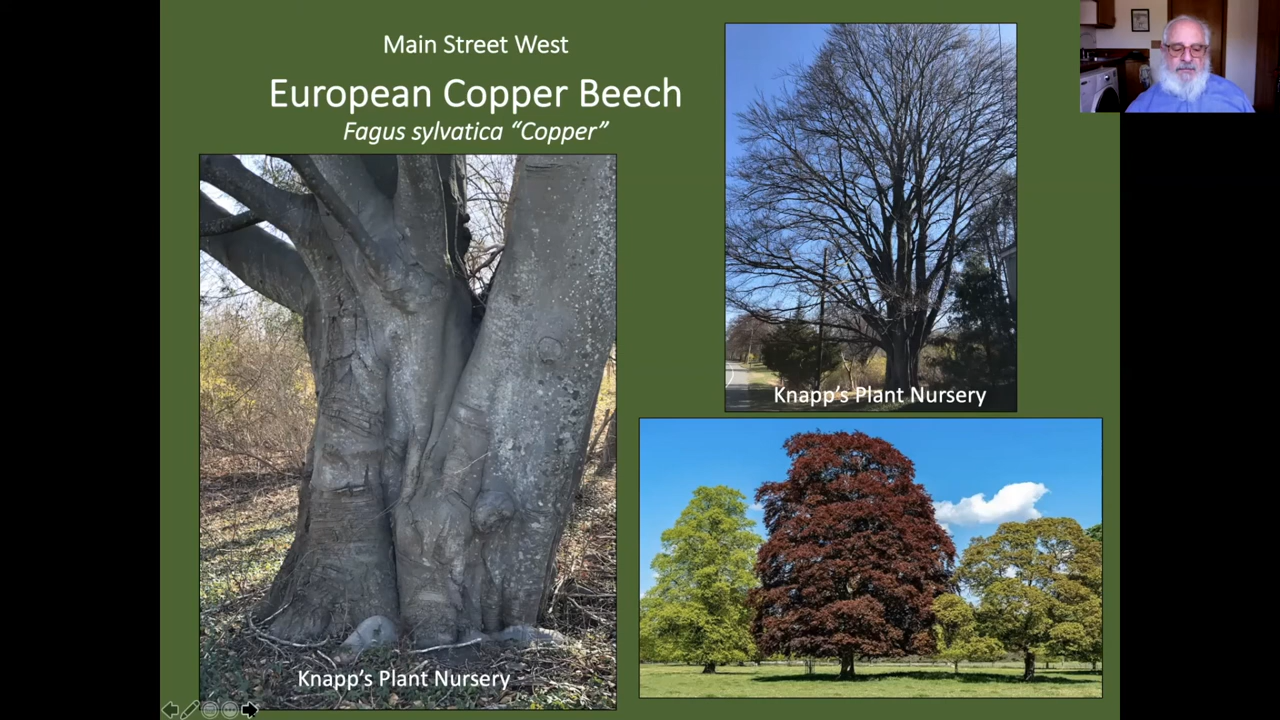 Main Street West
European Copper Beech
Fagus sylvatica “Copper”
Knapp's Plant Nursery
Knapp's Plant Nursery